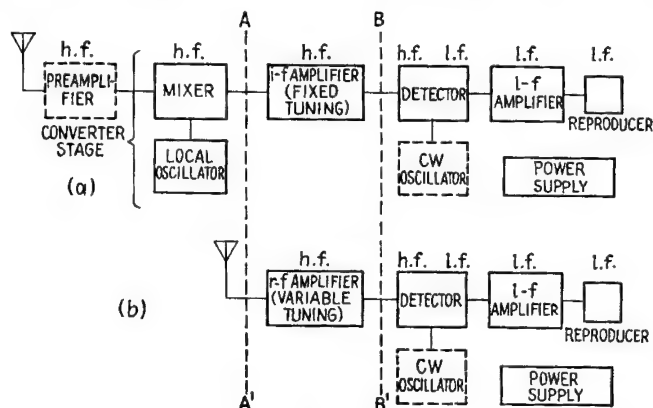 A B
h.f. h.f. h.f. h.f. l.f. l.f. l.f.
PREAMPLI-
FIER
MIXER
i-f AMPLIFIER
(FIXED
TUNING)
DETECTOR
l-f
AMPLIFIER
REPRODUCER
CONVERTER
STAGE
LOCAL
OSCILLATOR
CW
OSCILLATOR
POWER
SUPPLY
(a)
h.f. h.f. l.f. l.f. l.f.
(b)
r-f AMPLIFIER
(VARIABLE
TUNING)
DETECTOR
l-f
AMPLIFIER
REPRODUCER
CW
OSCILLATOR
POWER
SUPPLY
A' B'